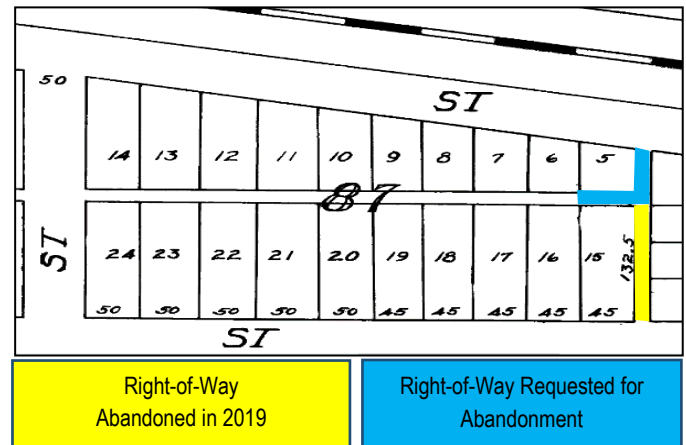 50
ST
14 13 12 11 10 9 8 7 6 5
87
ST
24 23 22 21 20 19 18 17 16 15
132.5
50 50 50 50 50 45 45 45 45 45
ST
Right-of-Way
Abandoned in 2019
Right-of-Way Requested for
Abandonment